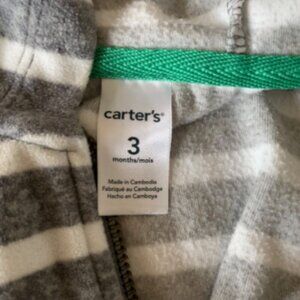 carter's®
3
months/mois
Made in Cambodia
Fabriqué au Cambodge
Hecho en Camboya